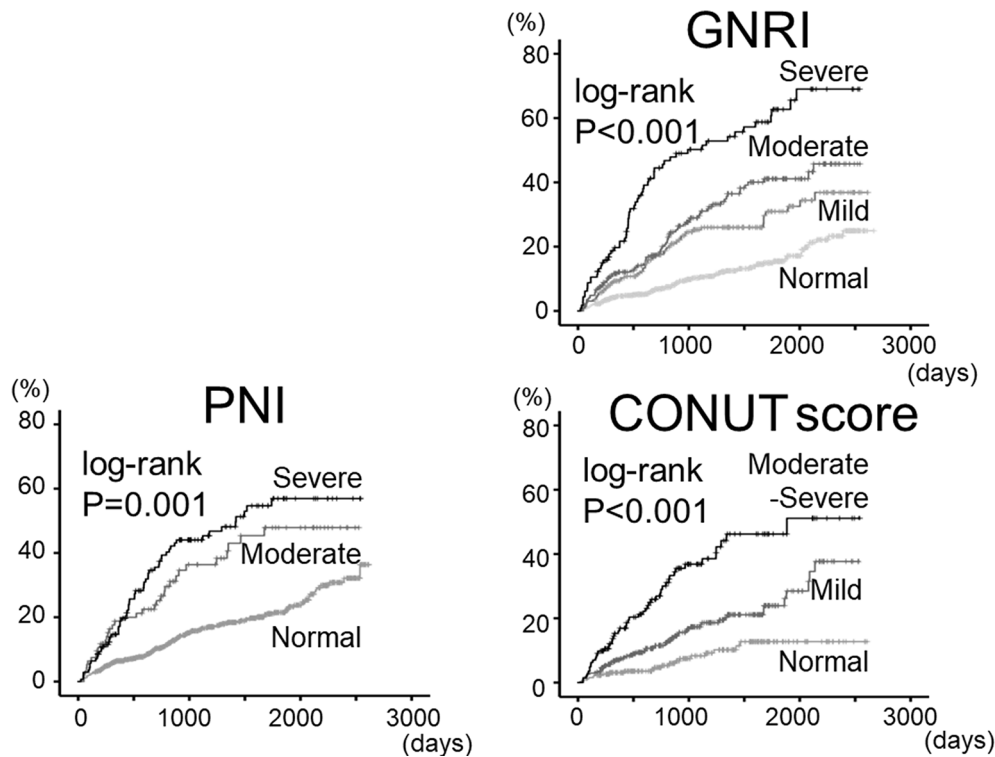 (%)
GNRI
80
60
40
20
0
log-rank
P<0.001
Severe
Moderate
Mild
Normal
0 1000 2000 3000
(days)
(%)
PNI
80
60
40
20
0
log-rank
P=0.001
Severe
Moderate
Normal
0 1000 2000 3000
(days)
(%)
CONUT score
80
60
40
20
0
log-rank
P<0.001
Moderate
-Severe
Mild
Normal
0 1000 2000 3000
(days)